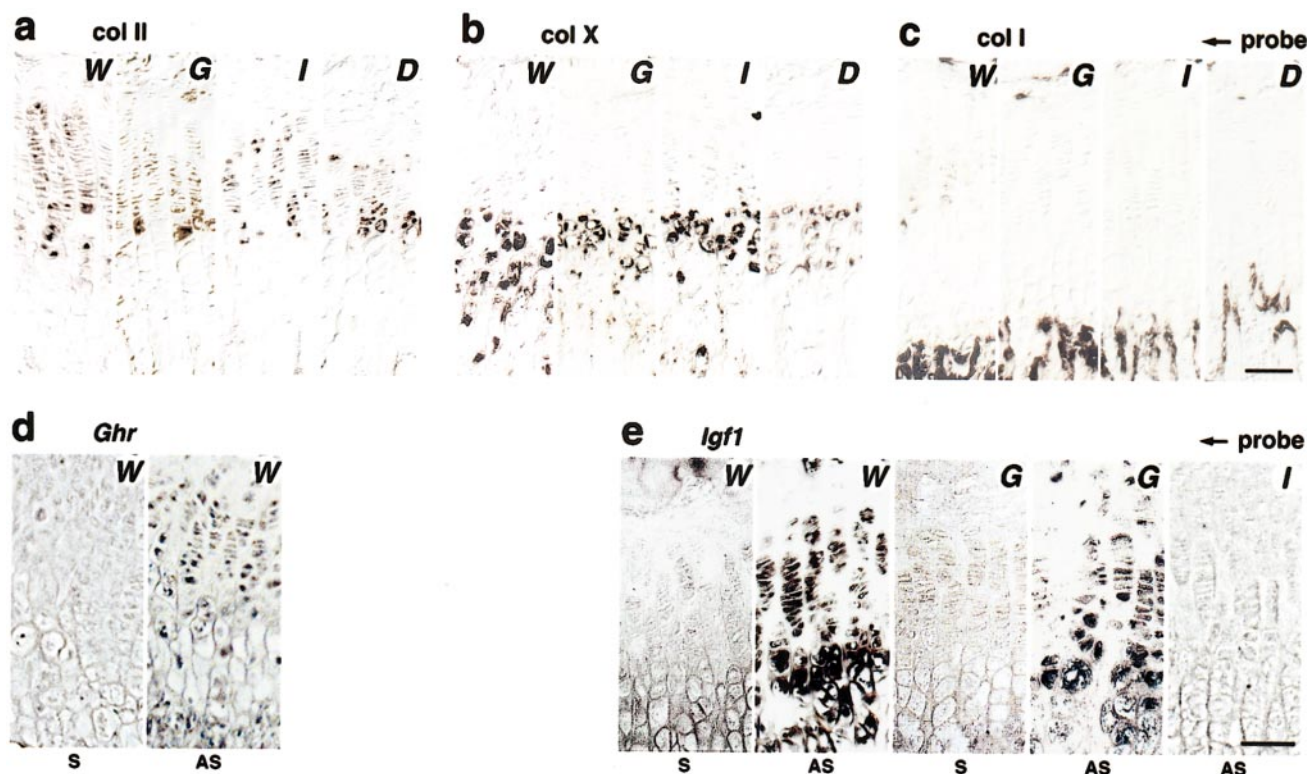 a col II
W G I D
b col X
W G I D
c col I ← probe
W G I D
d Ghr
W W
S AS
e Igf1 ← probe
W W G G I
S AS S AS AS